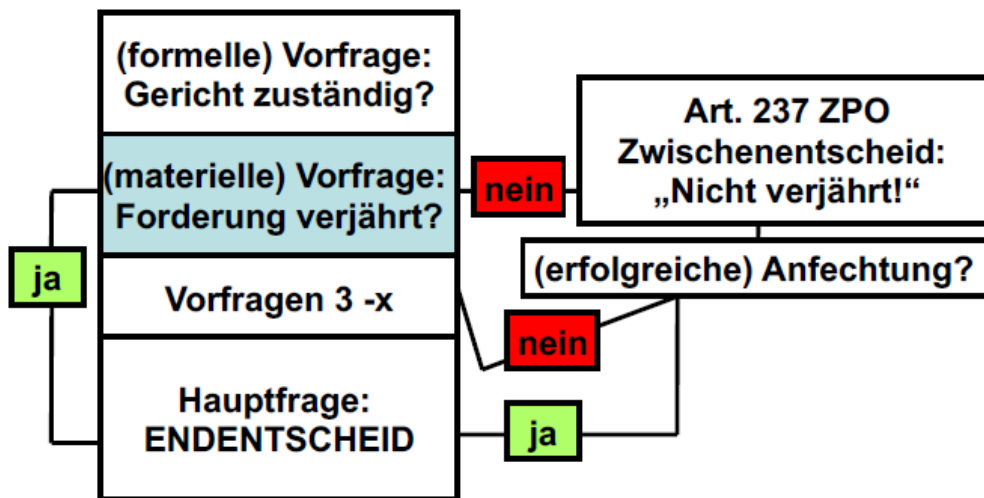 (formelle) Vorfrage:
Gericht zuständig?
(materielle) Vorfrage:
Forderung verjährt?
Vorfragen 3 -x
Hauptfrage:
ENDENTSCHEID
ja
nein
Art. 237 ZPO
Zwischenentscheid:
„Nicht verjährt!“
(erfolgreiche) Anfechtung?
nein
ja